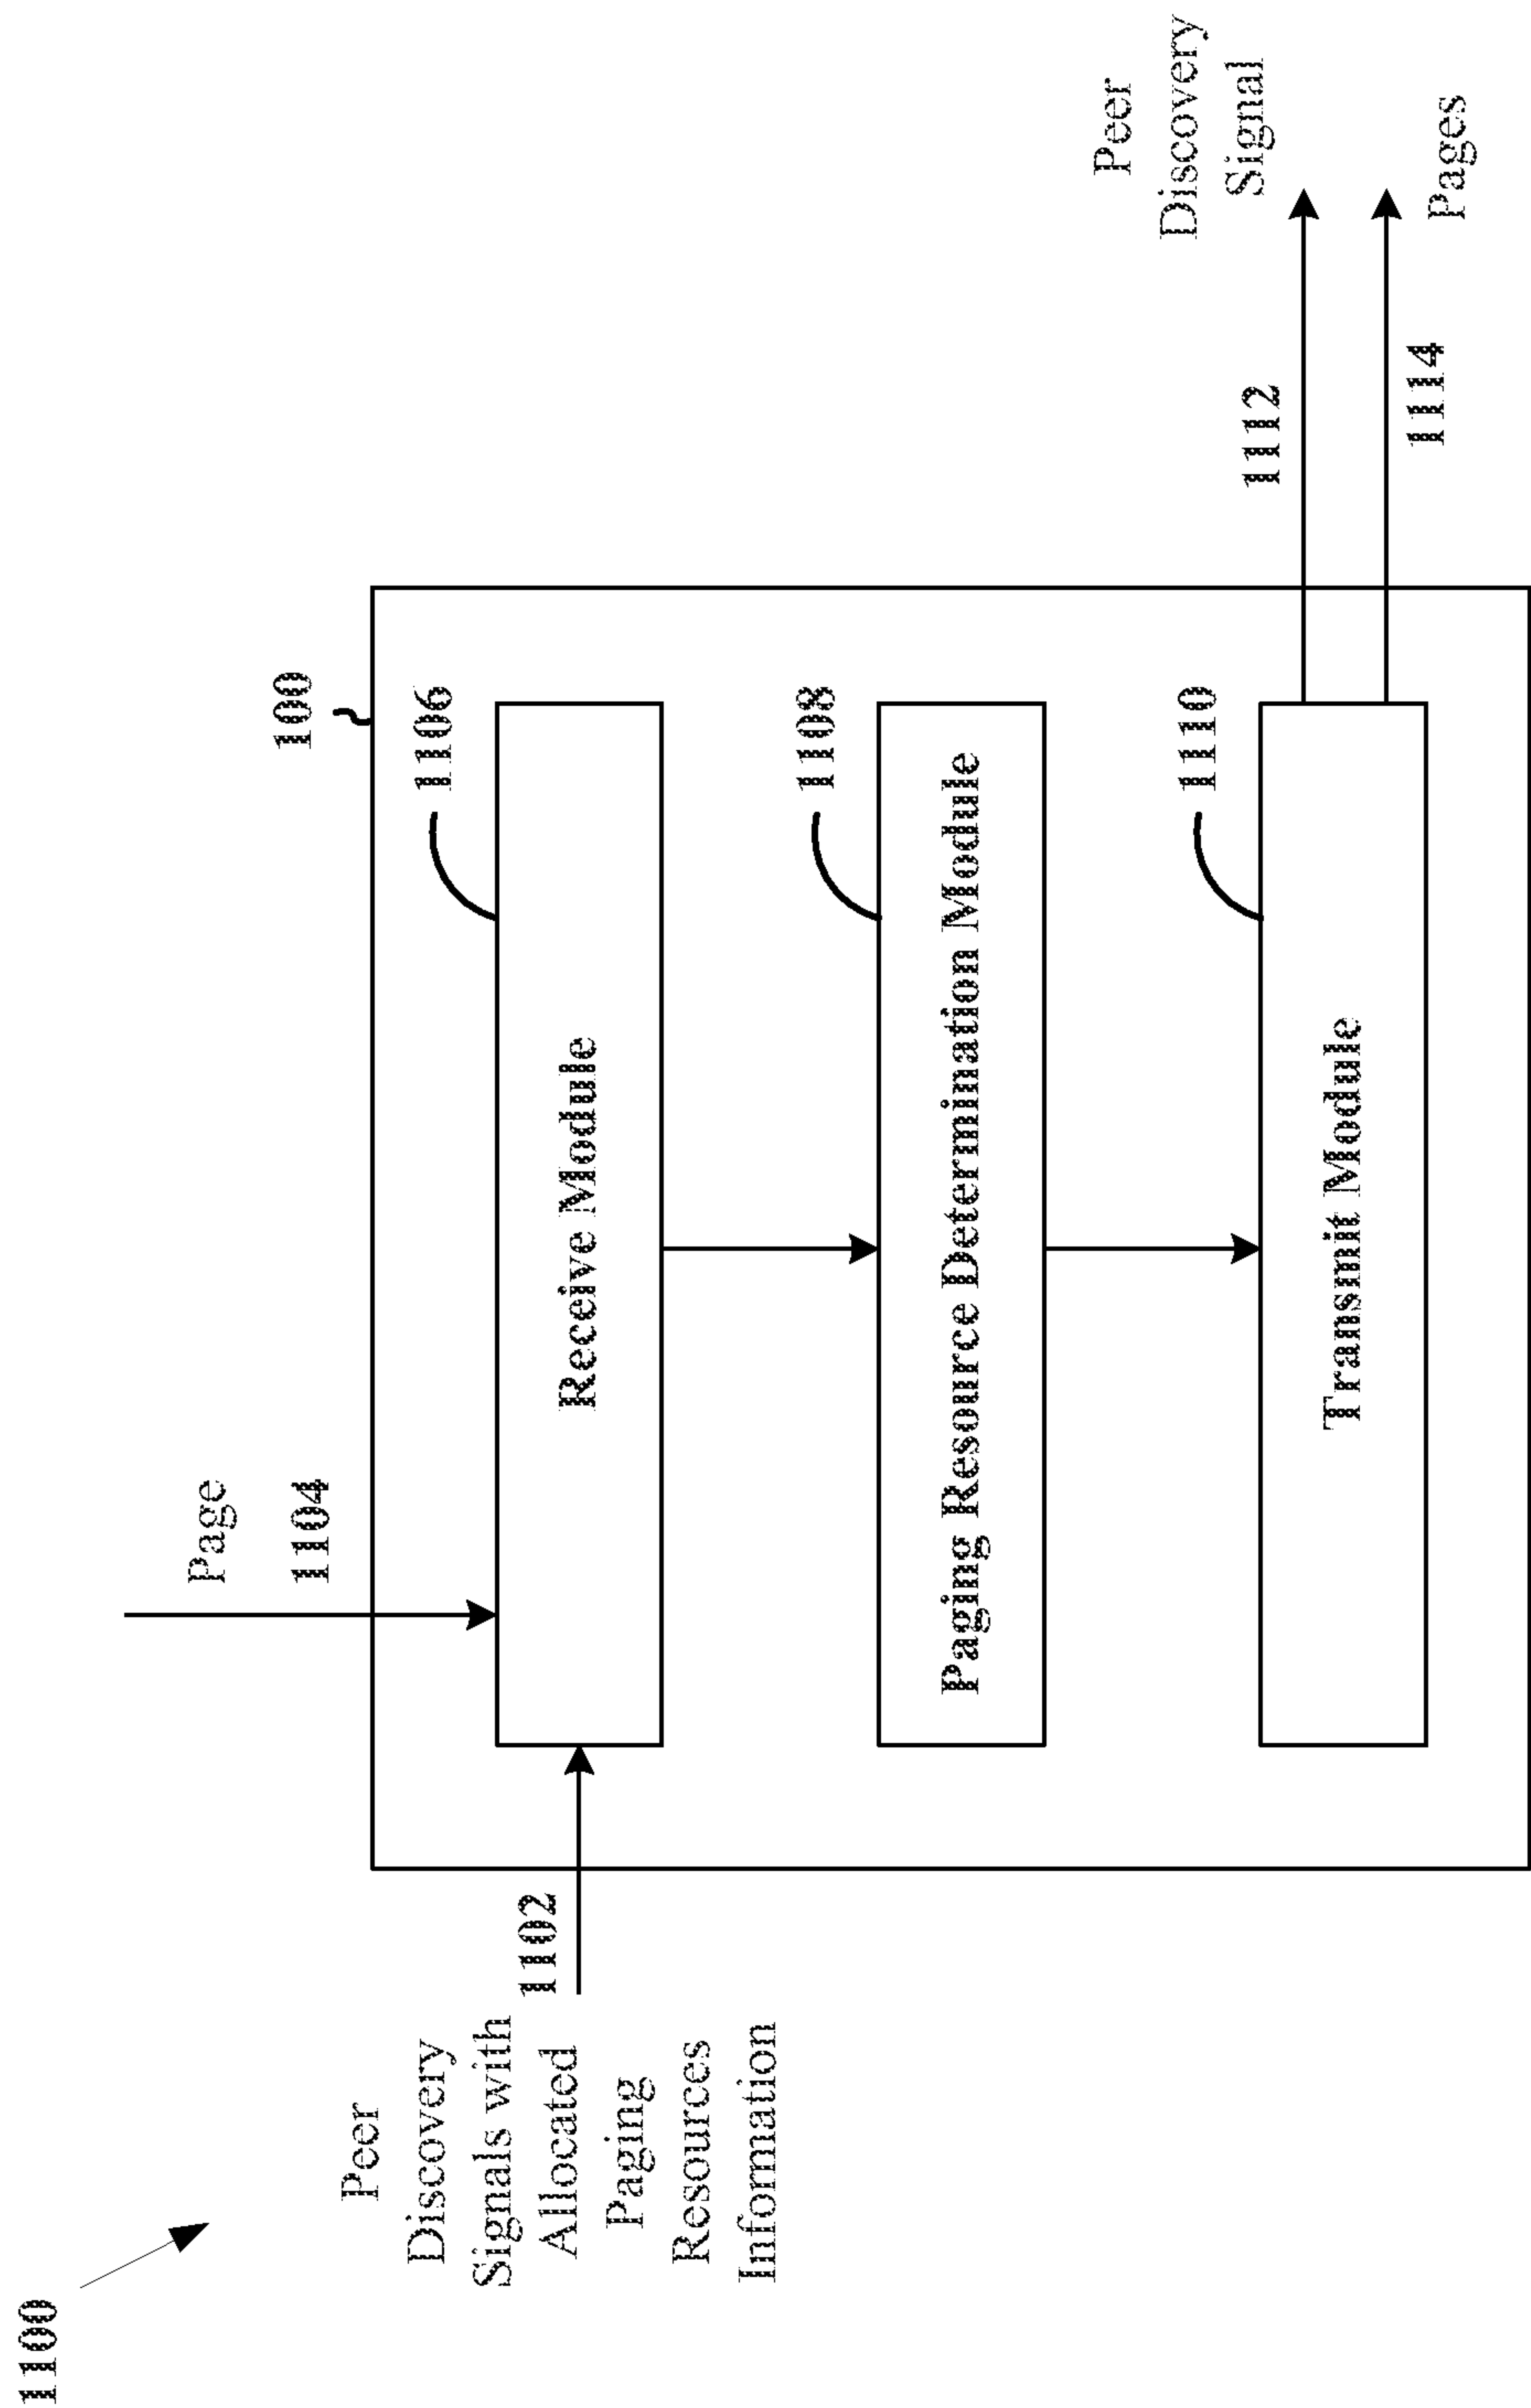 1100
Page
1104
100
Peer
Discovery
Signals with
Allocated
Paging
Resources
Information
1102
1106
Receive Module
1108
Paging Resource Determination Module
1110
Transmit Module
1112
Peer
Discovery
Signal
1114
Pages